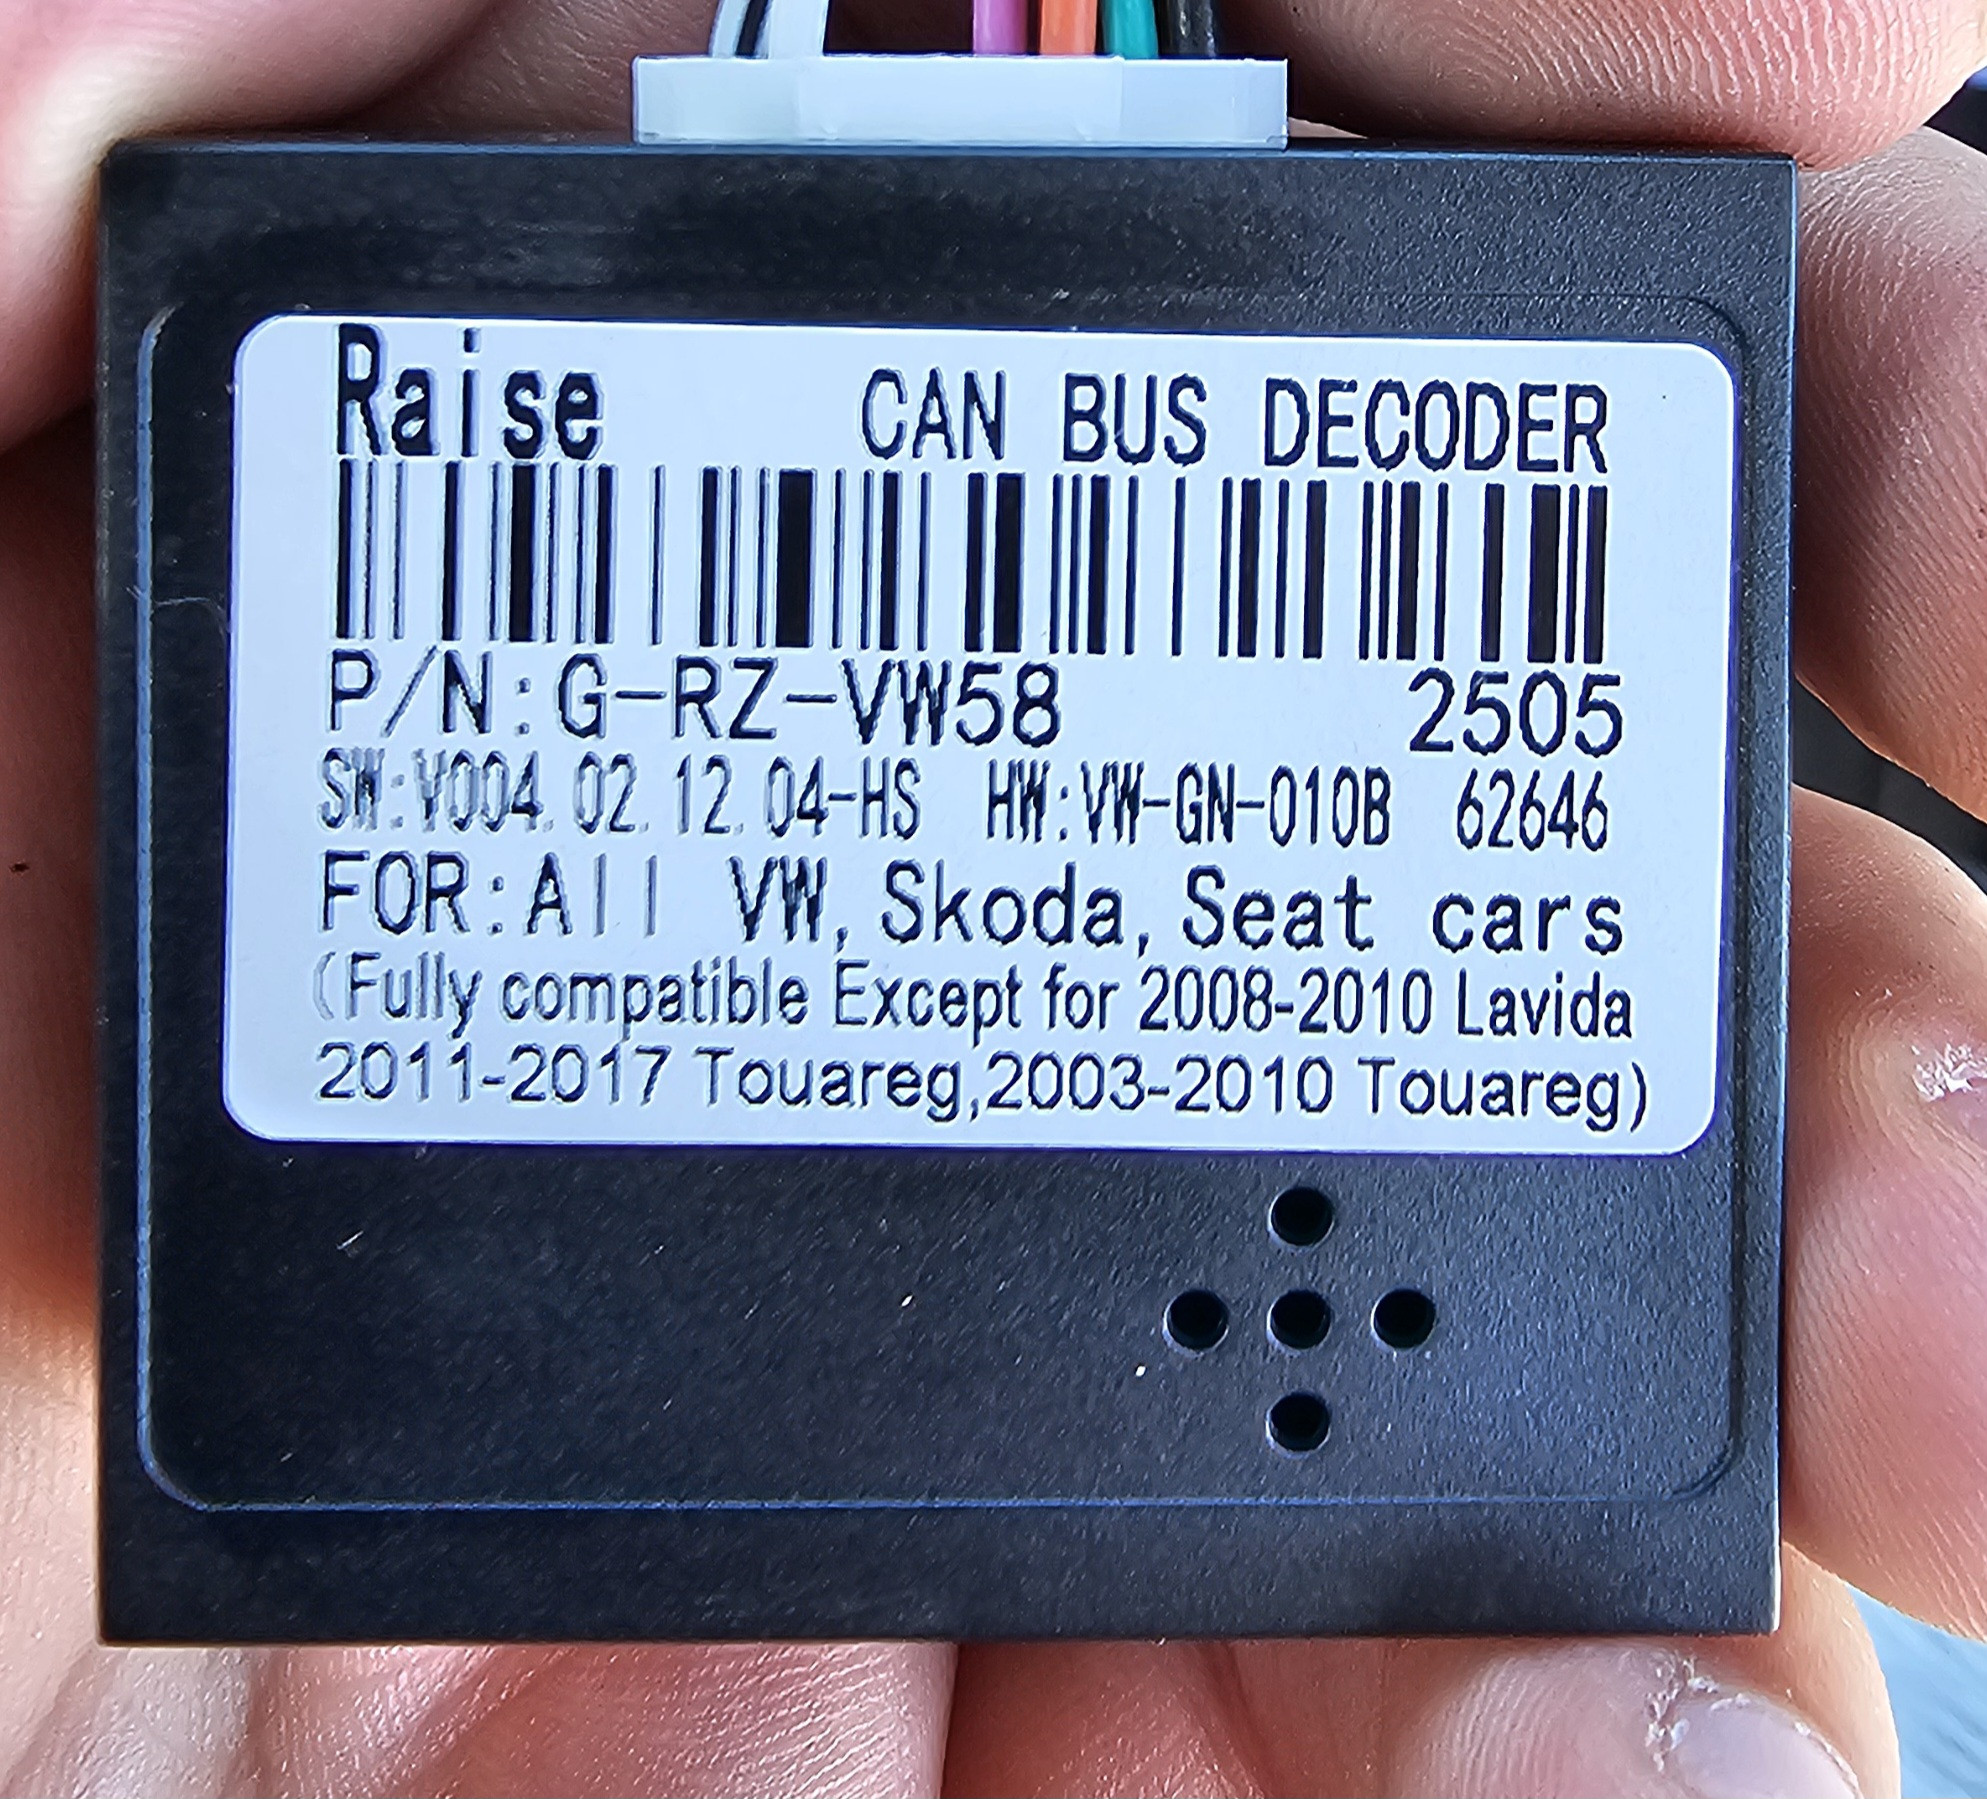 Raise CAN BUS DECODER
P/N:G-RZ-VW58 2505
SW:V004.02.12.04-HS HW:VW-GN-010B 62646
FOR:All VW,Skoda,Seat cars
(Fully compatible Except for 2008-2010 Lavida
2011-2017 Touareg,2003-2010 Touareg)